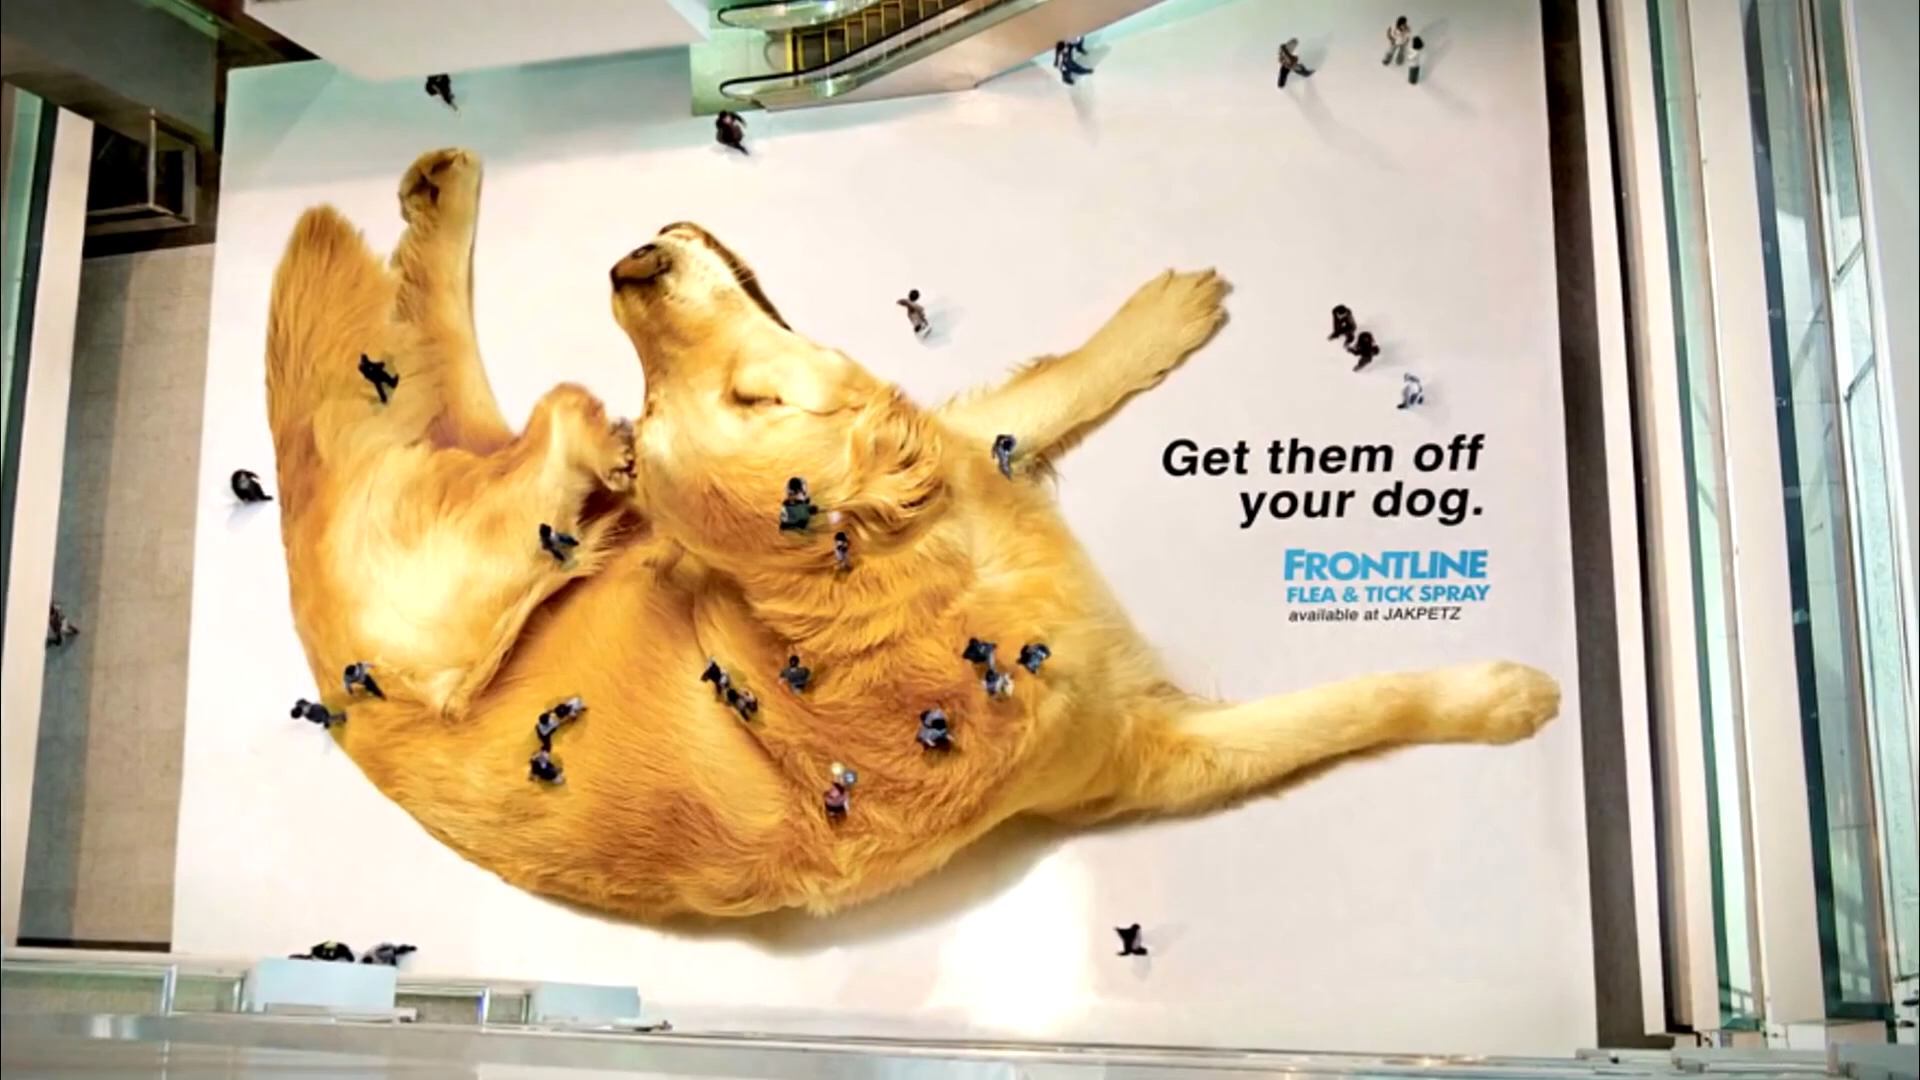 Get them off
your dog.
FRONTLINE
FLEA & TICK SPRAY
available at JAKPETZ